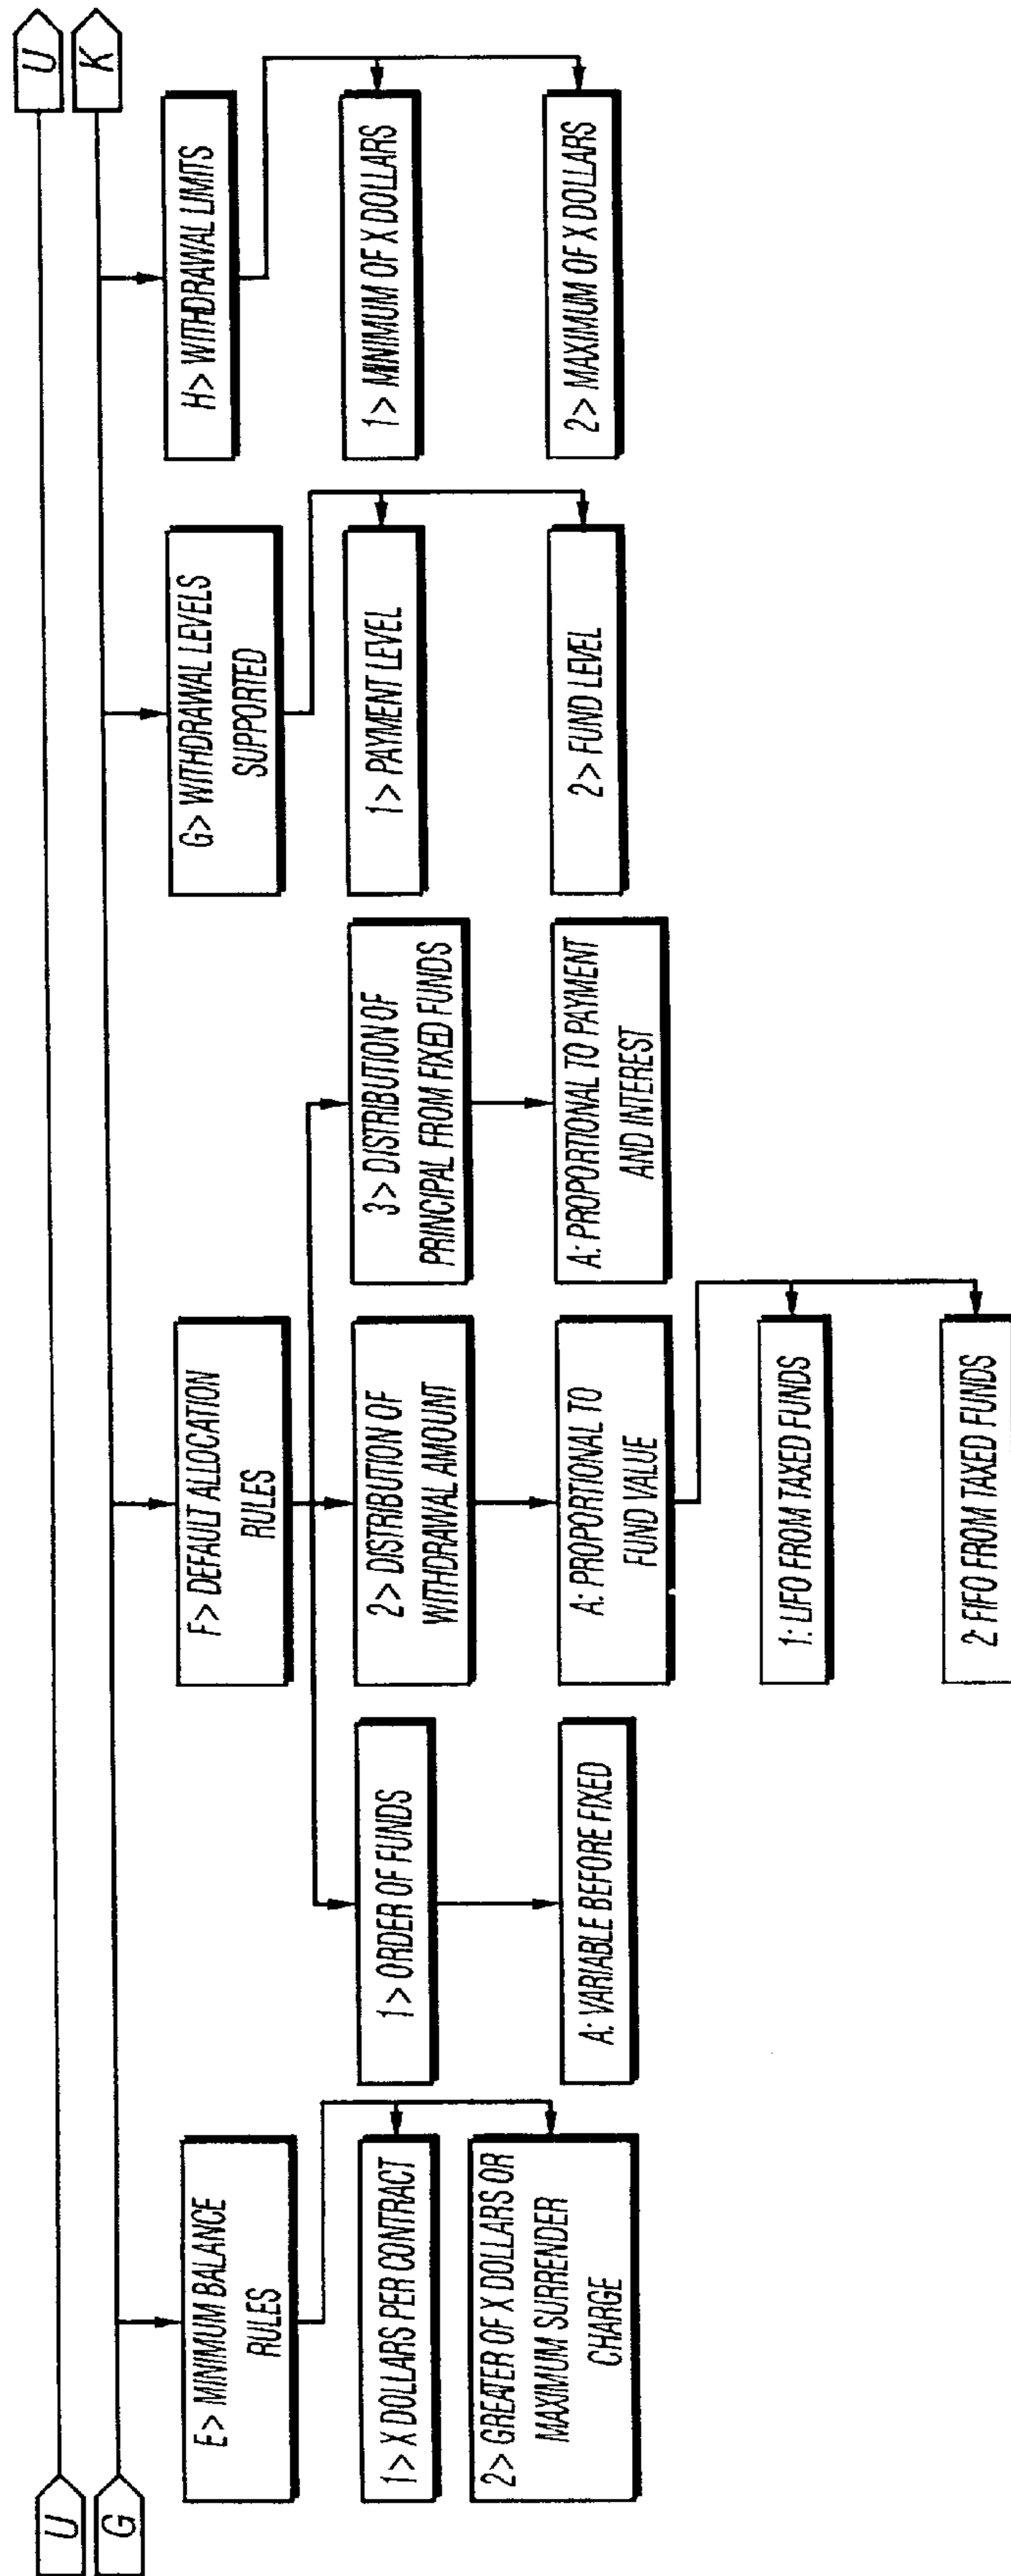 U
G
U
K
E> MINIMUM BALANCE
RULES
1> X DOLLARS PER CONTRACT
2> GREATER OF X DOLLARS OR
MAXIMUM SURRENDER
CHARGE
F> DEFAULT ALLOCATION
RULES
1> ORDER OF FUNDS
A: VARIABLE BEFORE FIXED
2> DISTRIBUTION OF
WITHDRAWAL AMOUNT
A: PROPORTIONAL TO
FUND VALUE
1: LIFO FROM TAXED FUNDS
2: FIFO FROM TAXED FUNDS
3> DISTRIBUTION OF
PRINCIPAL FROM FIXED FUNDS
A: PROPORTIONAL TO PAYMENT
AND INTEREST
G> WITHDRAWAL LEVELS
SUPPORTED
1> PAYMENT LEVEL
2> FUND LEVEL
H> WITHDRAWAL LIMITS
1> MINIMUM OF X DOLLARS
2> MAXIMUM OF X DOLLARS